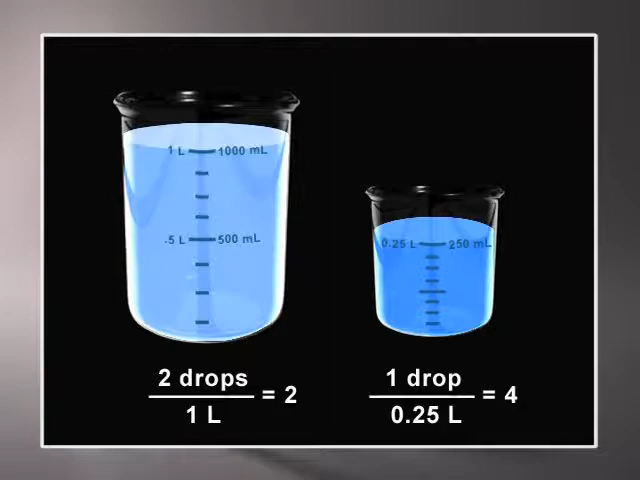 1 L 1000 mL
.5 L 500 mL
0.25 L 250 mL
2 drops
1 L
= 2
1 drop
0.25 L
= 4